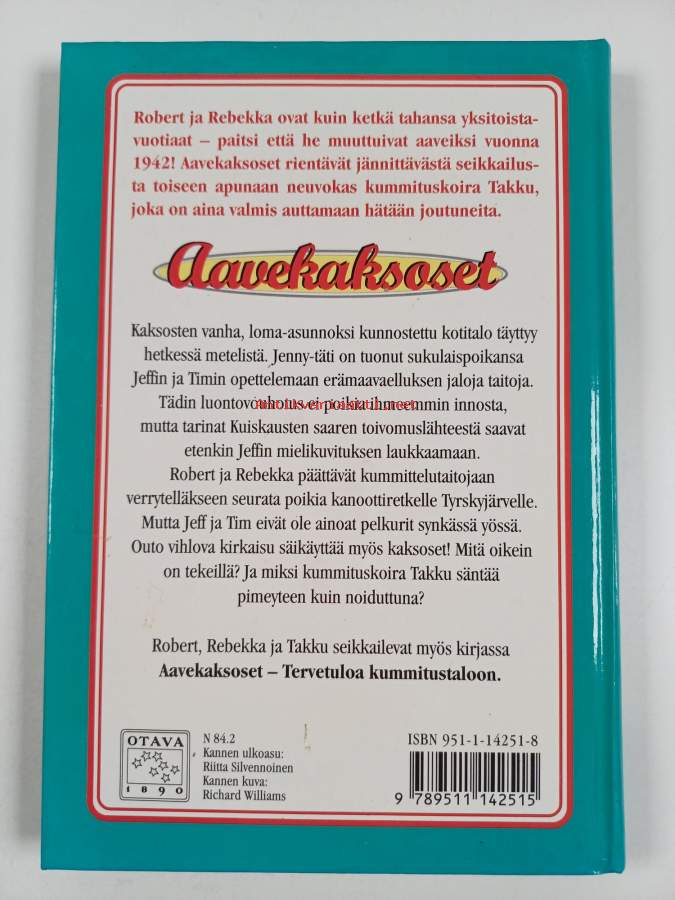 Robert ja Rebekka ovat kuin ketkä tahansa yksitoista-
vuotiaat – paitsi että he muuttuivat aaveiksi vuonna
1942! Aavekaksoset rientävät jännittävästä seikkailus-
ta toiseen apunaan neuvokas kummituskoira Takku,
joka on aina valmis auttamaan hätään joutuneita.
Aavekaksoset
Kaksosten vanha, loma-asunnoksi kunnostettu kotitalo täyttyy
hetkessä metelistä. Jenny-täti on tuonut sukulaispoikansa
Jeffin ja Timin opettelemaan erämaavaelluksen jaloja taitoja.
Tädin luontovouhotus ei poikia ihmeemmin innosta,
mutta tarinat Kuiskausten saaren toivomuslähteestä saavat
etenkin Jeffin mielikuvituksen laukkaamaan.
Robert ja Rebekka päättävät kummittelutaitojaan
verrytelläkseen seurata poikia kanoottiretkelle Tyrskyjärvelle.
Mutta Jeff ja Tim eivät ole ainoat pelkurit synkässä yössä.
Outo vihlova kirkaisu säikäyttää myös kaksoset! Mitä oikein
on tekeillä? Ja miksi kummituskoira Takku säntää
pimeyteen kuin noiduttuna?
Robert, Rebekka ja Takku seikkailevat myös kirjassa
Aavekaksoset – Tervetuloa kummitustaloon.
OTAVA
1890
N 84.2
Kannen ulkoasu:
Riitta Silvennoinen
Kannen kuva:
Richard Williams
ISBN 951-1-14251-8
9 789511 142515